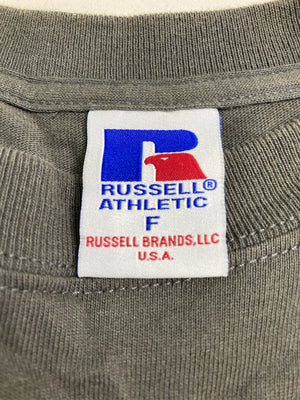 R
RUSSELL®
ATHLETIC
F
RUSSELL BRANDS, LLC
U.S.A.